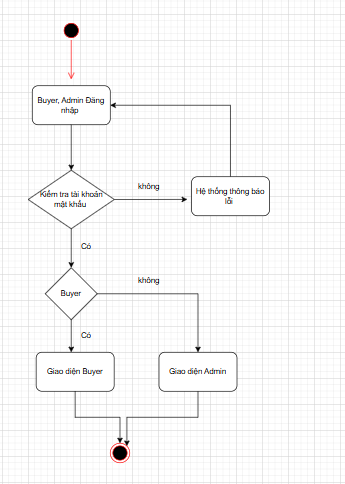 Buyer, Admin Đăng
nhập
Kiểm tra tài khoản
mật khẩu
không
Hệ thống thông báo
lỗi
Có
Buyer
không
Có
Giao diện Buyer
Giao diện Admin